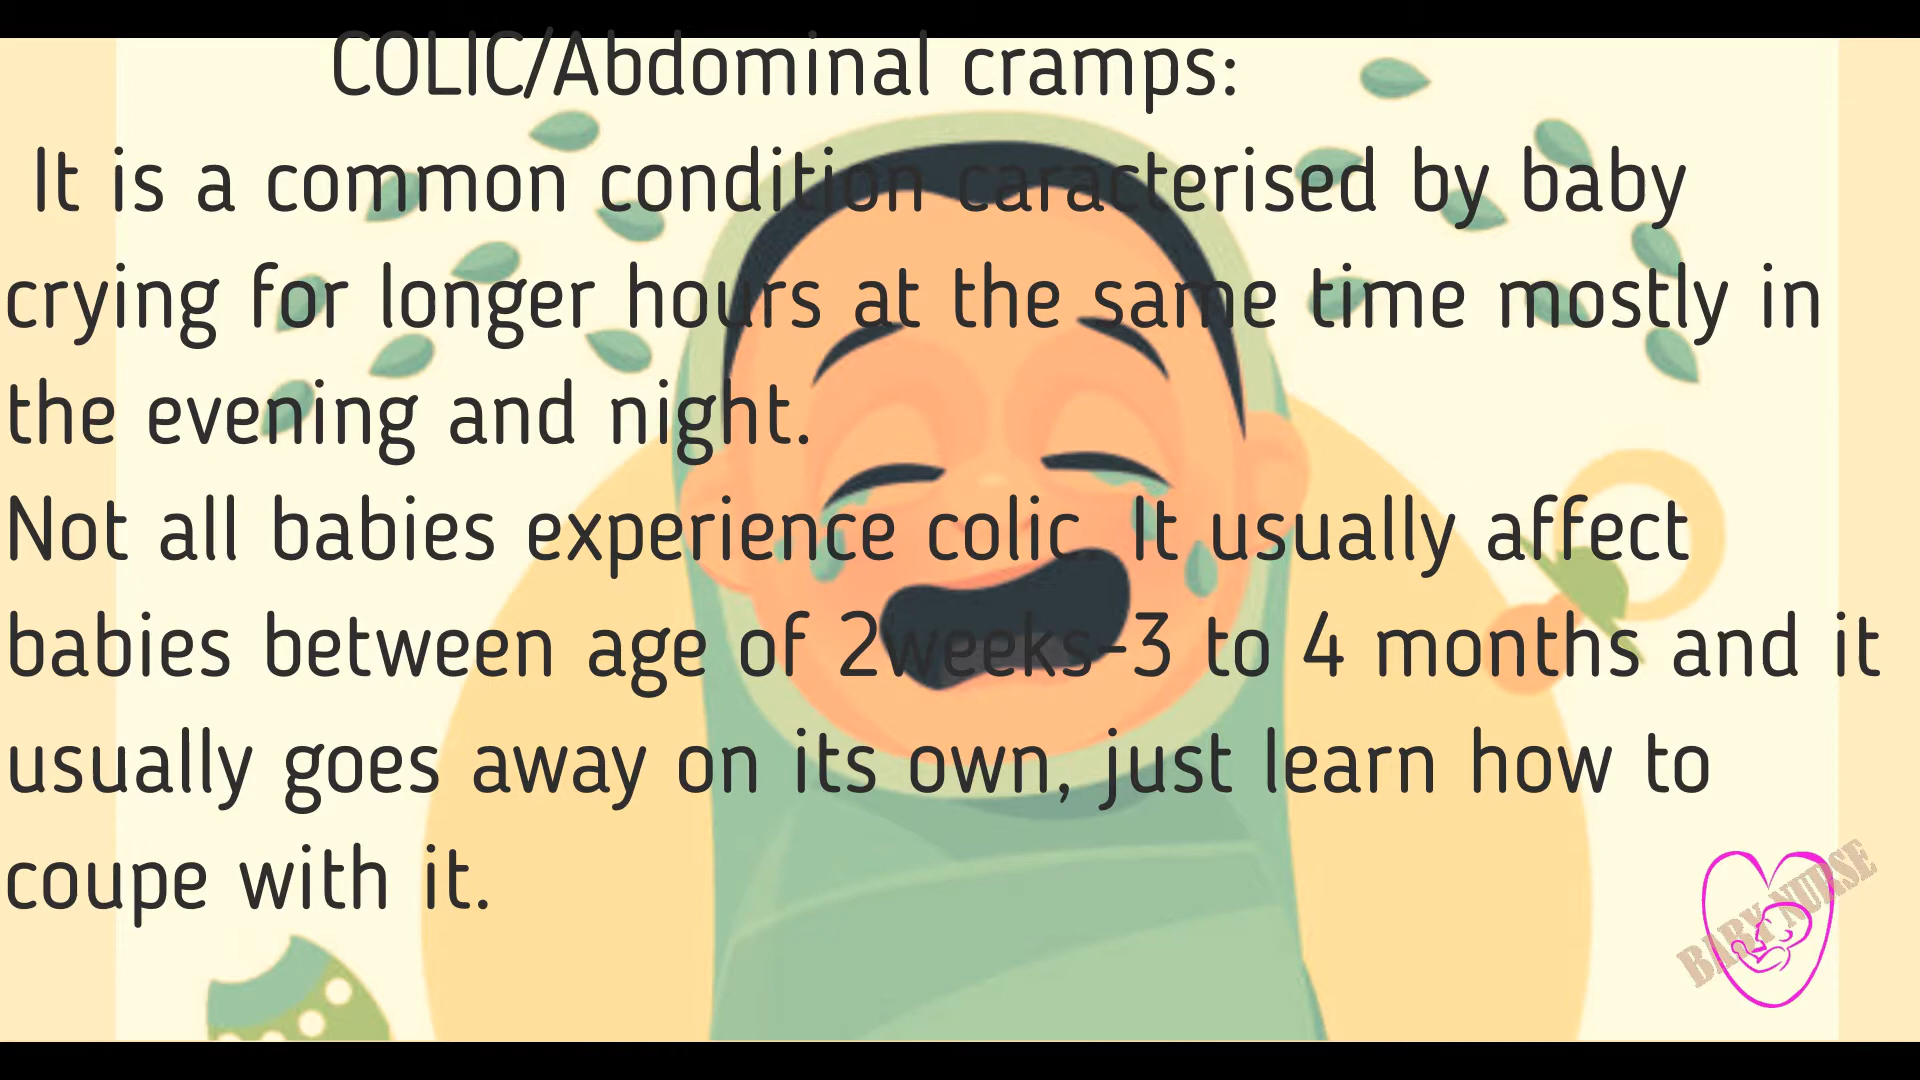 COLIC/Abdominal cramps:
It is a common condition caracterised by baby
crying for longer hours at the same time mostly in
the evening and night.
Not all babies experience colic. It usually affect
babies between age of 2weeks-3 to 4 months and it
usually goes away on its own, just learn how to
coupe with it.
BABY NURSE